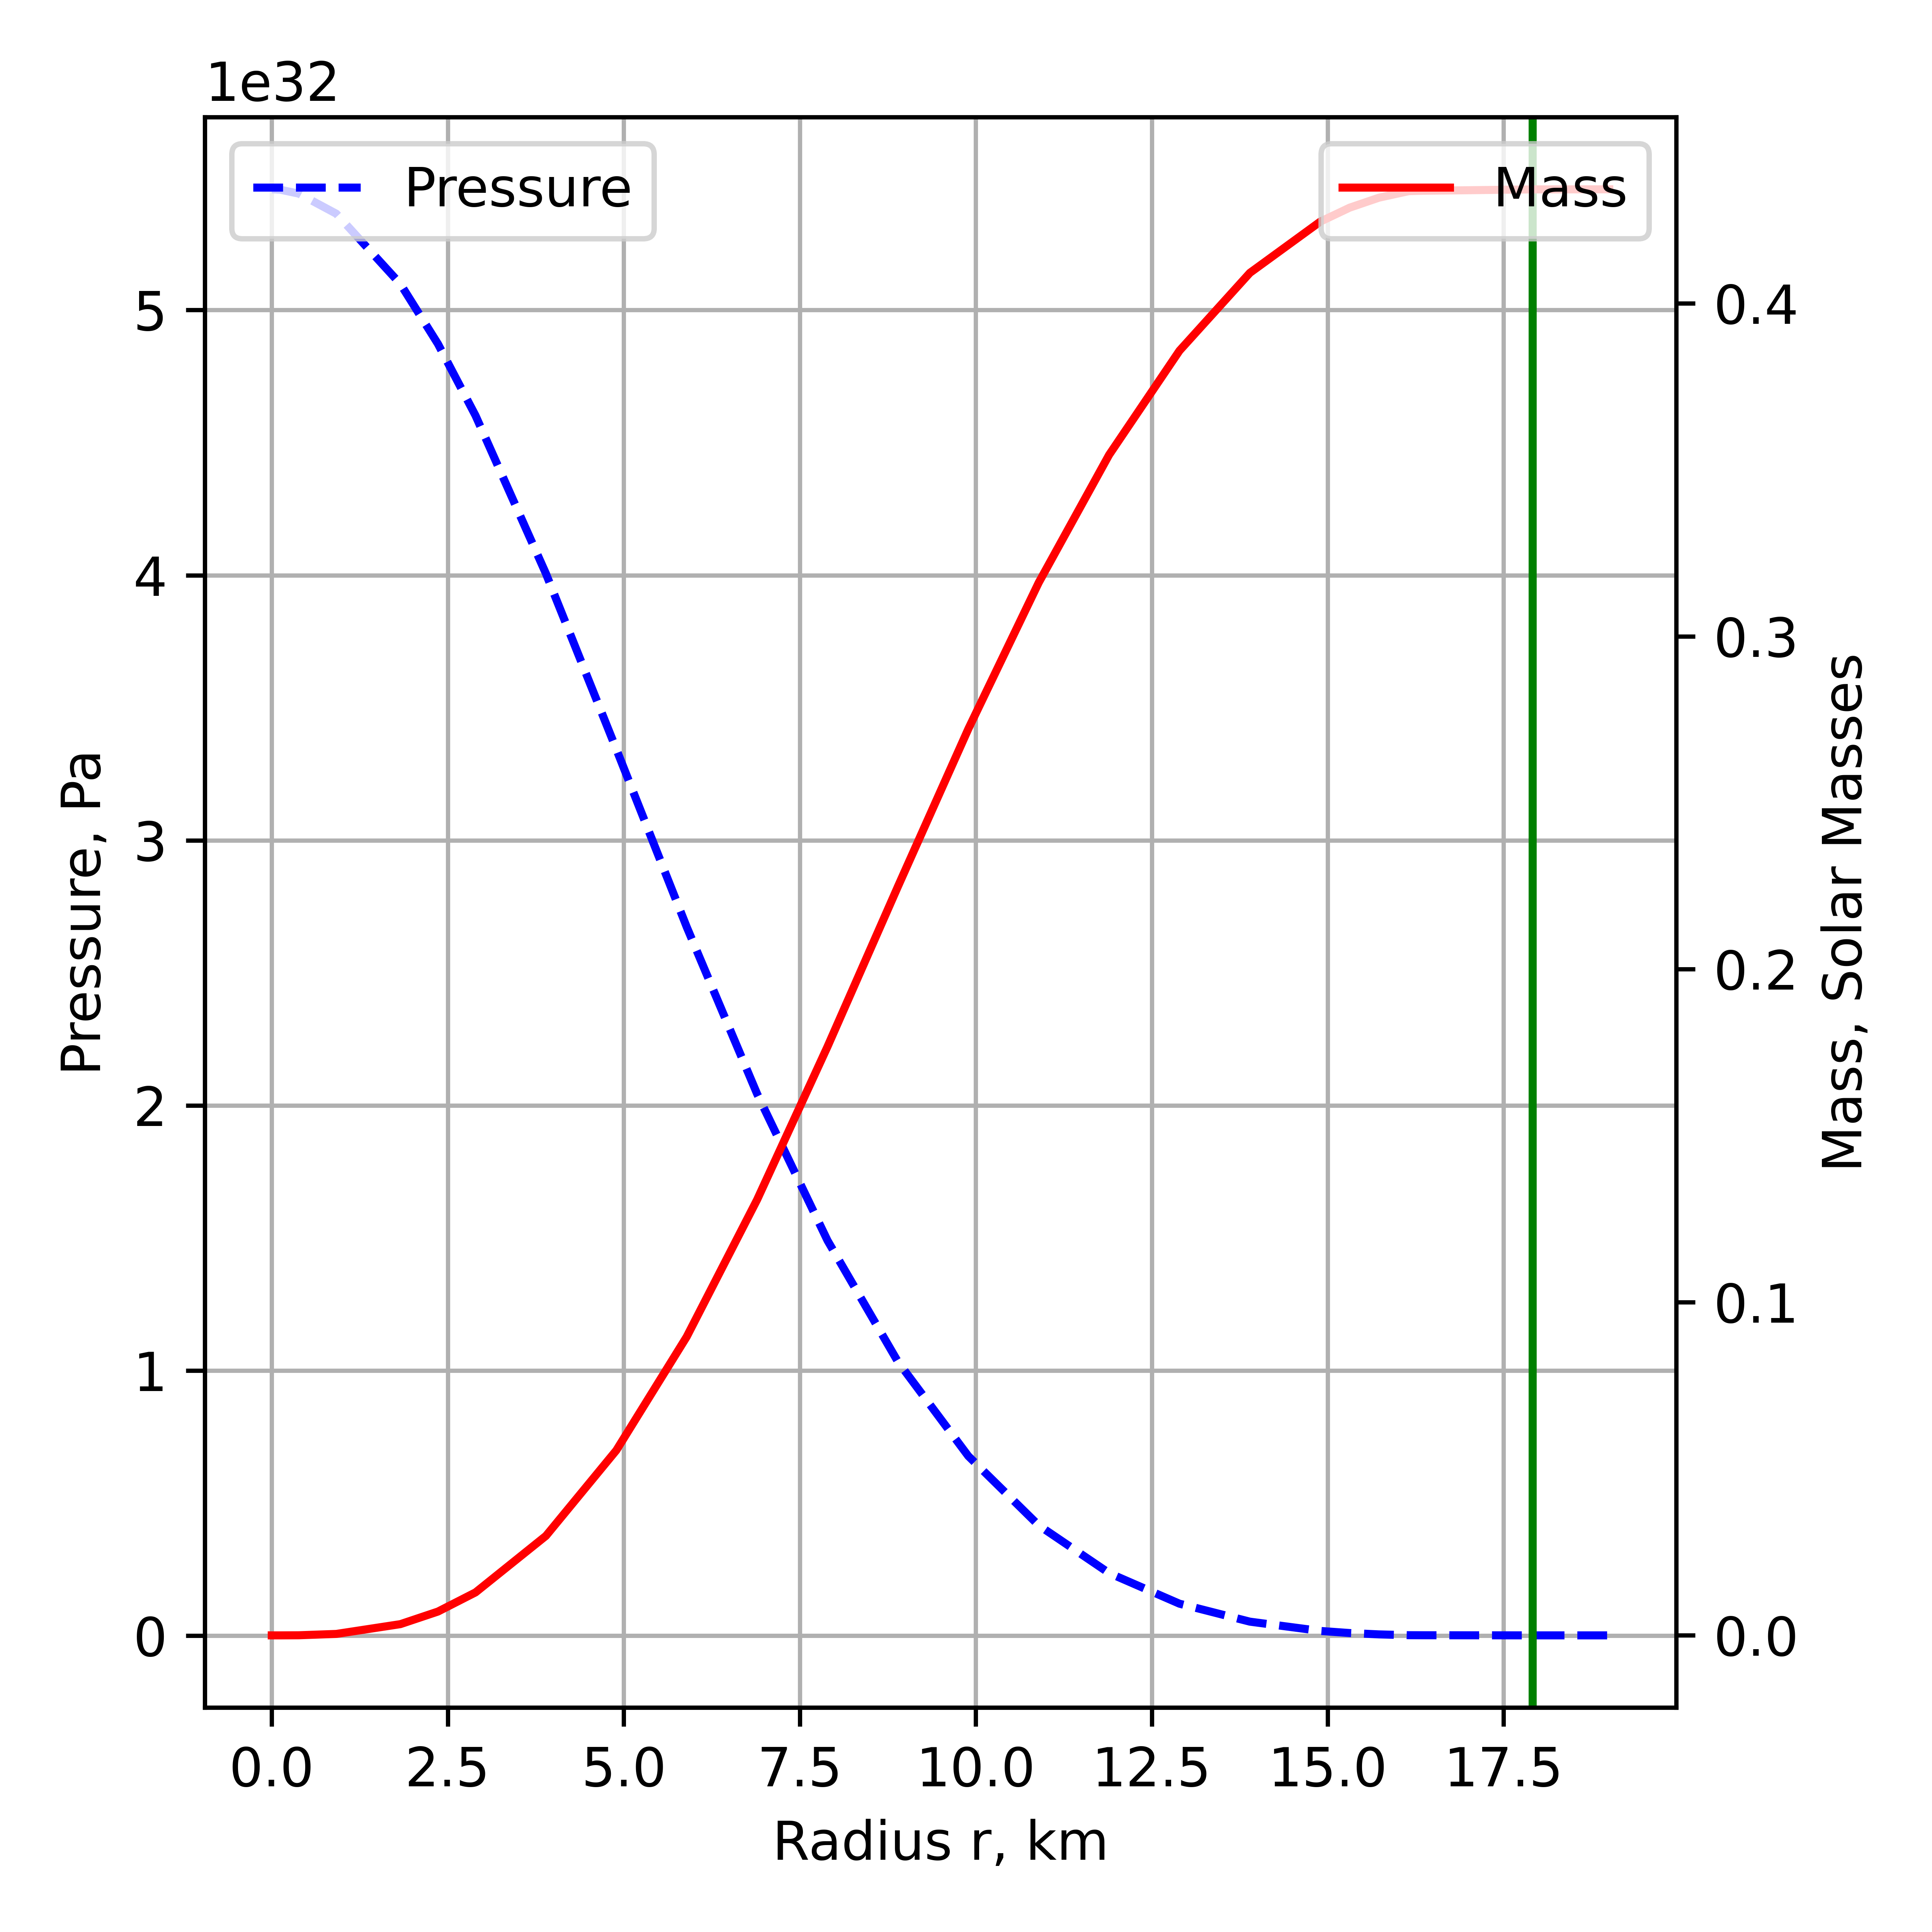 1e32
Pressure
Mass
5
4
3
2
1
0
Pressure, Pa
0.4
0.3
0.2
0.1
0.0
Mass, Solar Masses
0.0 2.5 5.0 7.5 10.0 12.5 15.0 17.5
Radius r, km